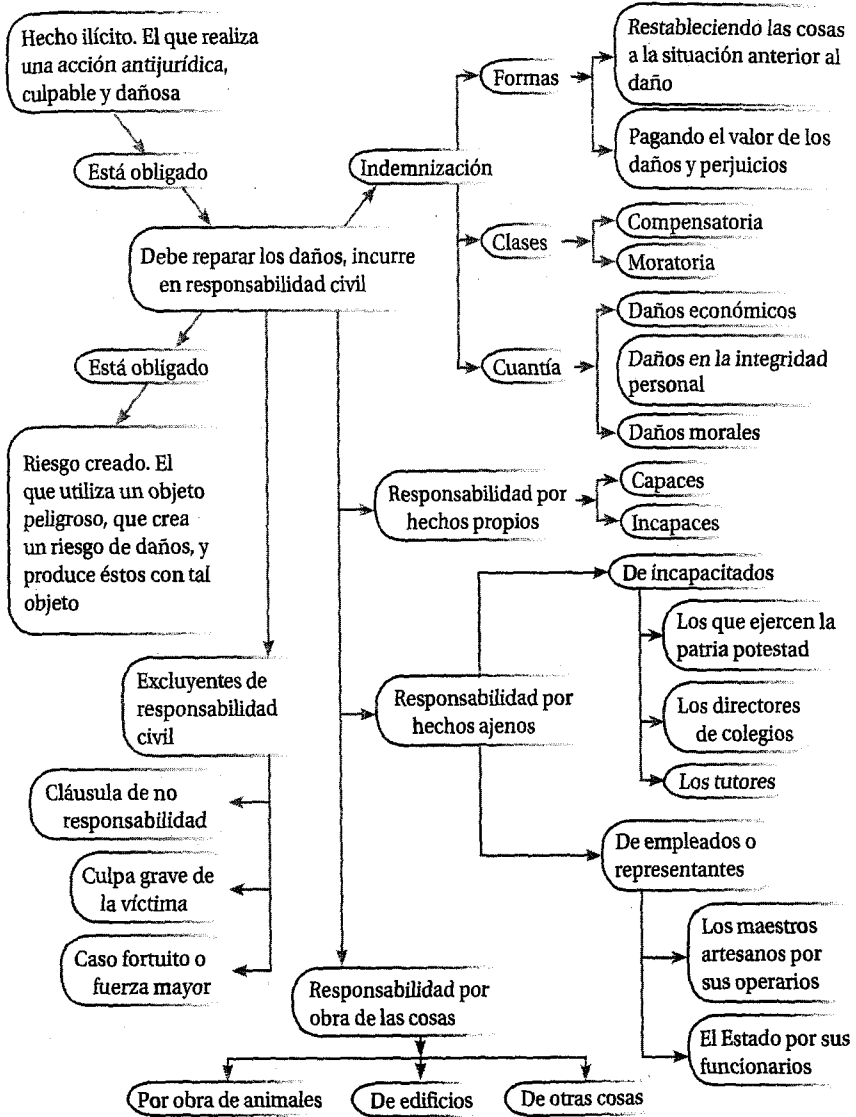 Hecho ilícito. El que realiza
una acción antijurídica,
culpable y dañosa
Está obligado
Debe reparar los daños, incurre
en responsabilidad civil
Está obligado
Riesgo creado. El
que utiliza un objeto
peligroso, que crea
un riesgo de daños, y
produce éstos con tal
objeto
Indemnización
Formas
Restableciendo las cosas
a la situación anterior al
daño
Pagando el valor de los
daños y perjuicios
Clases
Compensatoria
Moratoria
Cuantía
Daños económicos
Daños en la integridad
personal
Daños morales
Responsabilidad por
hechos propios
Capaces
Incapaces
Responsabilidad por
hechos ajenos
De incapacitados
Los que ejercen la
patria potestad
Los directores
de colegios
Los tutores
De empleados o
representantes
Los maestros
artesanos por
sus operarios
El Estado por sus
funcionarios
Excluyentes de
responsabilidad
civil
Cláusula de no
responsabilidad
Culpa grave de
la víctima
Caso fortuito o
fuerza mayor
Responsabilidad por
obra de las cosas
Por obra de animales
De edificios
De otras cosas